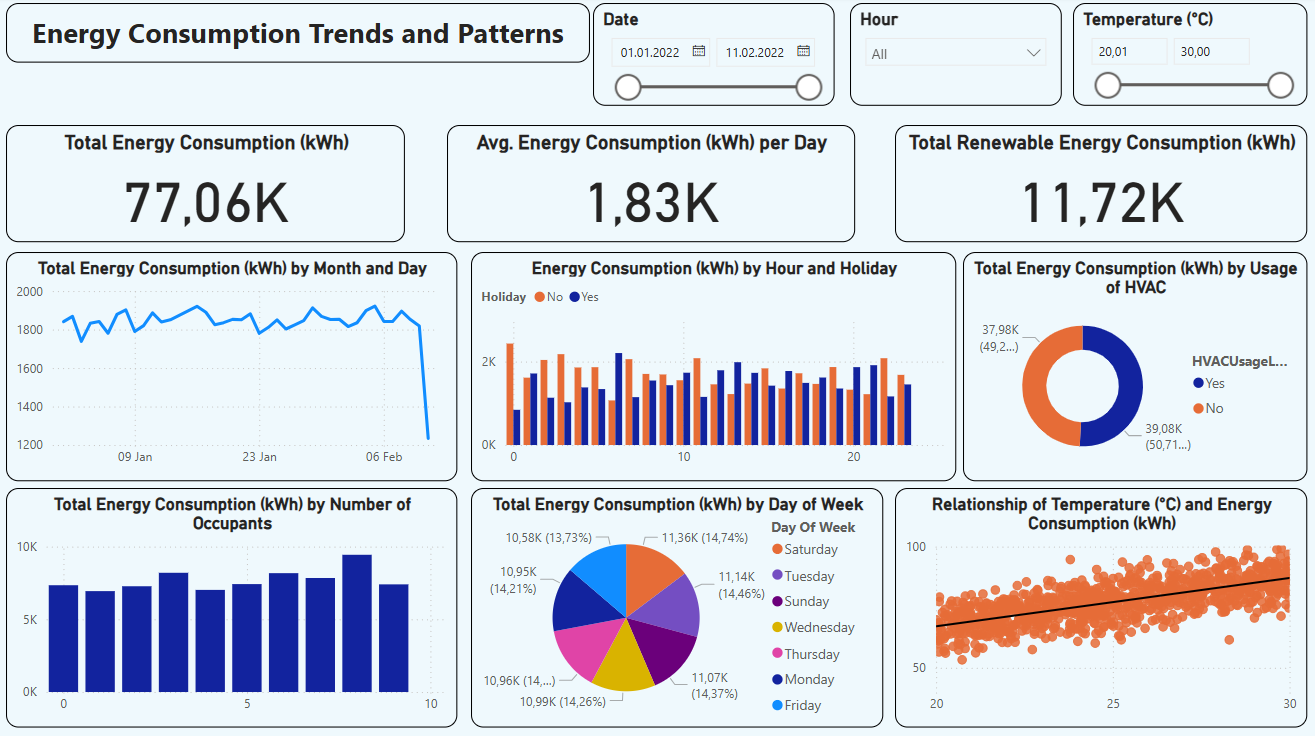 Energy Consumption Trends and Patterns
Date
01.01.2022
11.02.2022
Hour
All
Temperature (°C)
20,01
30,00
Total Energy Consumption (kWh)
77,06K
Avg. Energy Consumption (kWh) per Day
1,83K
Total Renewable Energy Consumption (kWh)
11,72K
Total Energy Consumption (kWh) by Month and Day
2000
1800
1600
1400
1200
09 Jan
23 Jan
06 Feb
Energy Consumption (kWh) by Hour and Holiday
Holiday
No
Yes
2K
0K
0
10
20
Total Energy Consumption (kWh) by Usage
of HVAC
37,98K
(49,2...)
39,08K
(50,71...)
HVACUsageL...
Yes
No
Total Energy Consumption (kWh) by Number of
Occupants
10K
5K
0K
0
5
10
Total Energy Consumption (kWh) by Day of Week
10,58K (13,73%)
11,36K (14,74%)
10,95K
(14,21%)
11,14K
(14,46%)
10,96K (14,...)
11,07K
(14,37%)
10,99K (14,26%)
Day Of Week
Saturday
Tuesday
Sunday
Wednesday
Thursday
Monday
Friday
Relationship of Temperature (°C) and Energy
Consumption (kWh)
100
50
20
25
30